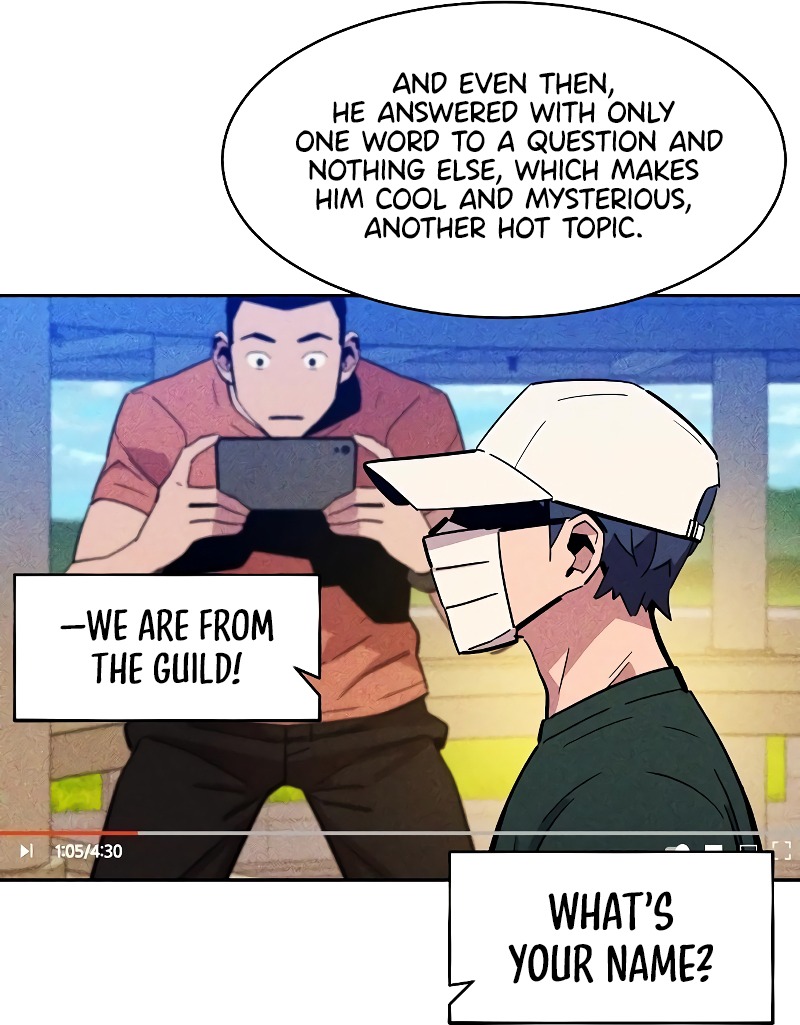 AND EVEN THEN,
HE ANSWERED WITH ONLY
ONE WORD TO A QUESTION AND
NOTHING ELSE, WHICH MAKES
HIM COOL AND MYSTERIOUS,
ANOTHER HOT TOPIC.
—WE ARE FROM
THE GUILD!
1:05/4:30
WHAT'S
YOUR NAME?